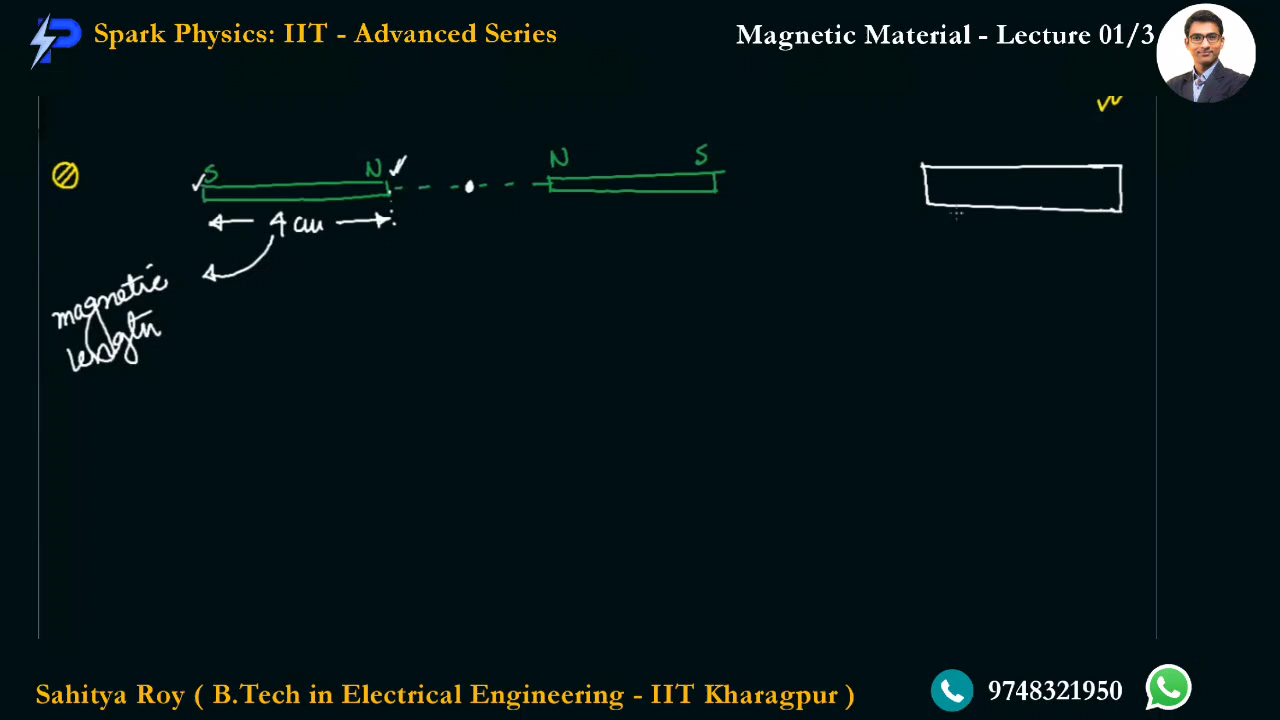 Spark Physics: IIT - Advanced Series
Magnetic Material - Lecture 01/3
S N N S
4 cm
magnetic
length
Sahitya Roy ( B.Tech in Electrical Engineering - IIT Kharagpur )
9748321950